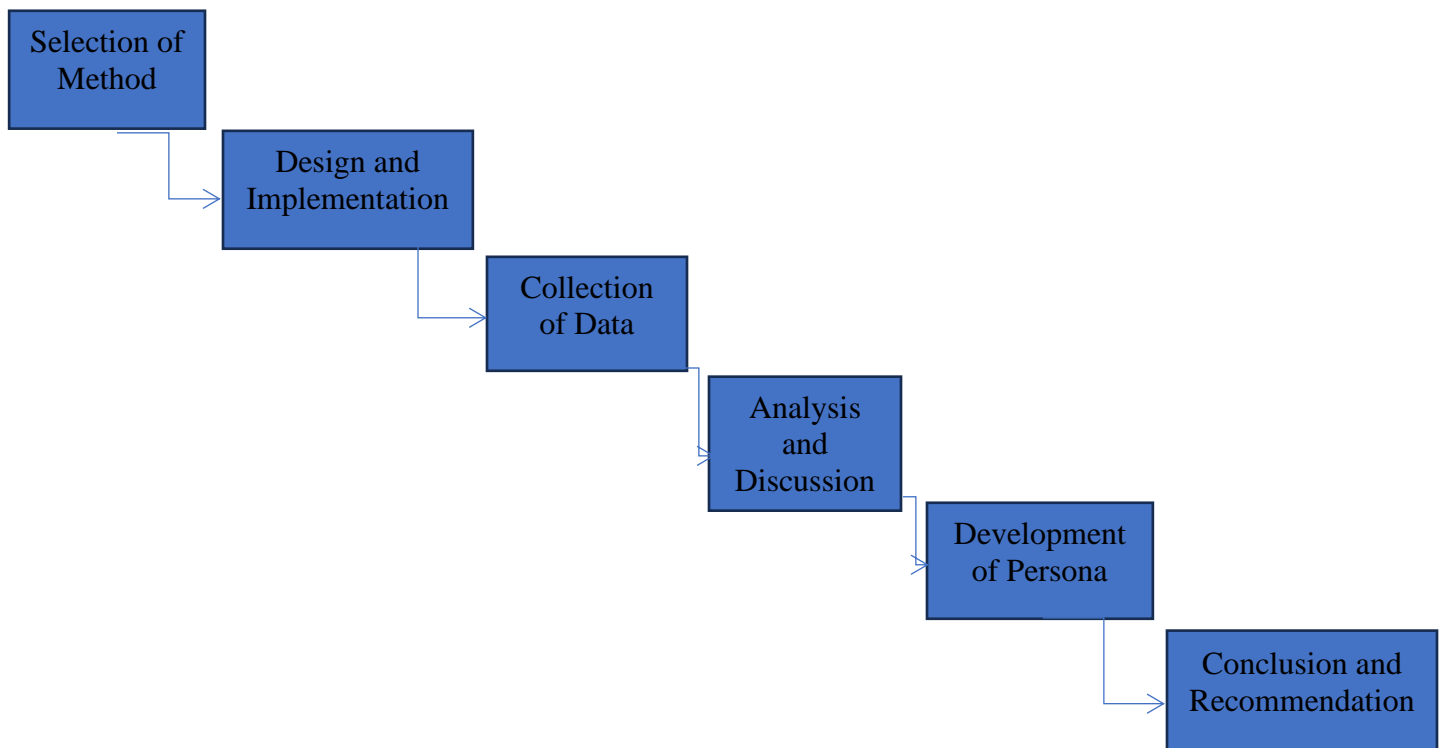 Selection of
Method
Design and
Implementation
Collection
of Data
Analysis
and
Discussion
Development
of Persona
Conclusion and
Recommendation